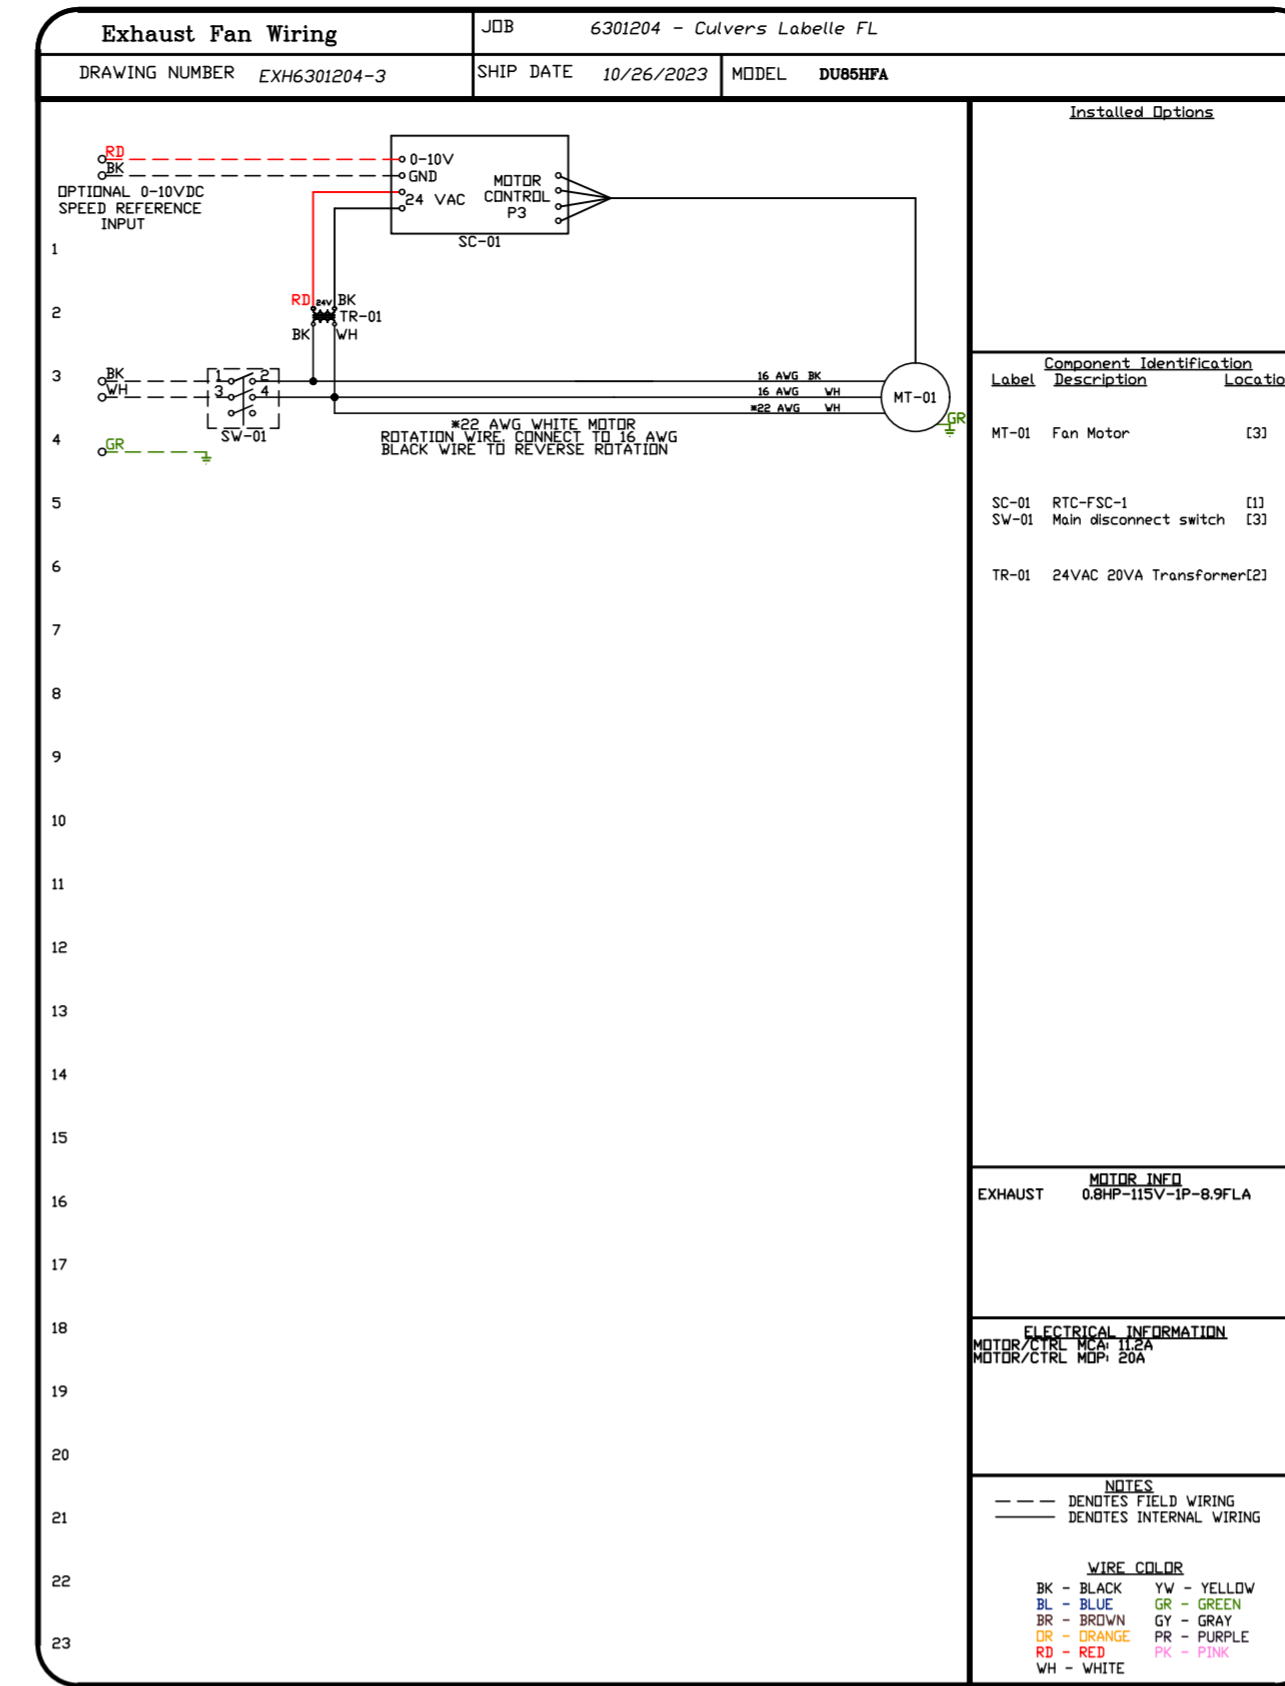 Exhaust Fan Wiring
JOB 6301204 - Culvers Labelle FL
DRAWING NUMBER EXH6301204-3
SHIP DATE 10/26/2023
MODEL DU85HFA
RD
BK
OPTIONAL 0-10VDC
SPEED REFERENCE
INPUT
0-10V
GND
24 VAC
MOTOR
CONTROL
P3
SC-01
RD 24V BK
TR-01
BK WH
BK
WH
1 2
3 4
SW-01
GR
16 AWG BK
16 AWG WH
*22 AWG WH
MT-01
GR
*22 AWG WHITE MOTOR
ROTATION WIRE. CONNECT TO 16 AWG
BLACK WIRE TO REVERSE ROTATION
1
2
3
4
5
6
7
8
9
10
11
12
13
14
15
16
17
18
19
20
21
22
23
Installed Options
Component Identification
Label Description Locatio
MT-01 Fan Motor [3]
SC-01 RTC-FSC-1 [1]
SW-01 Main disconnect switch [3]
TR-01 24VAC 20VA Transformer[2]
MOTOR INFO
EXHAUST 0.8HP-115V-1P-8.9FLA
ELECTRICAL INFORMATION
MOTOR/CTRL MCA: 11.2A
MOTOR/CTRL MOP: 20A
NOTES
DENOTES FIELD WIRING
DENOTES INTERNAL WIRING
WIRE COLOR
BK - BLACK YW - YELLOW
BL - BLUE GR - GREEN
BR - BROWN GY - GRAY
OR - ORANGE PR - PURPLE
RD - RED PK - PINK
WH - WHITE